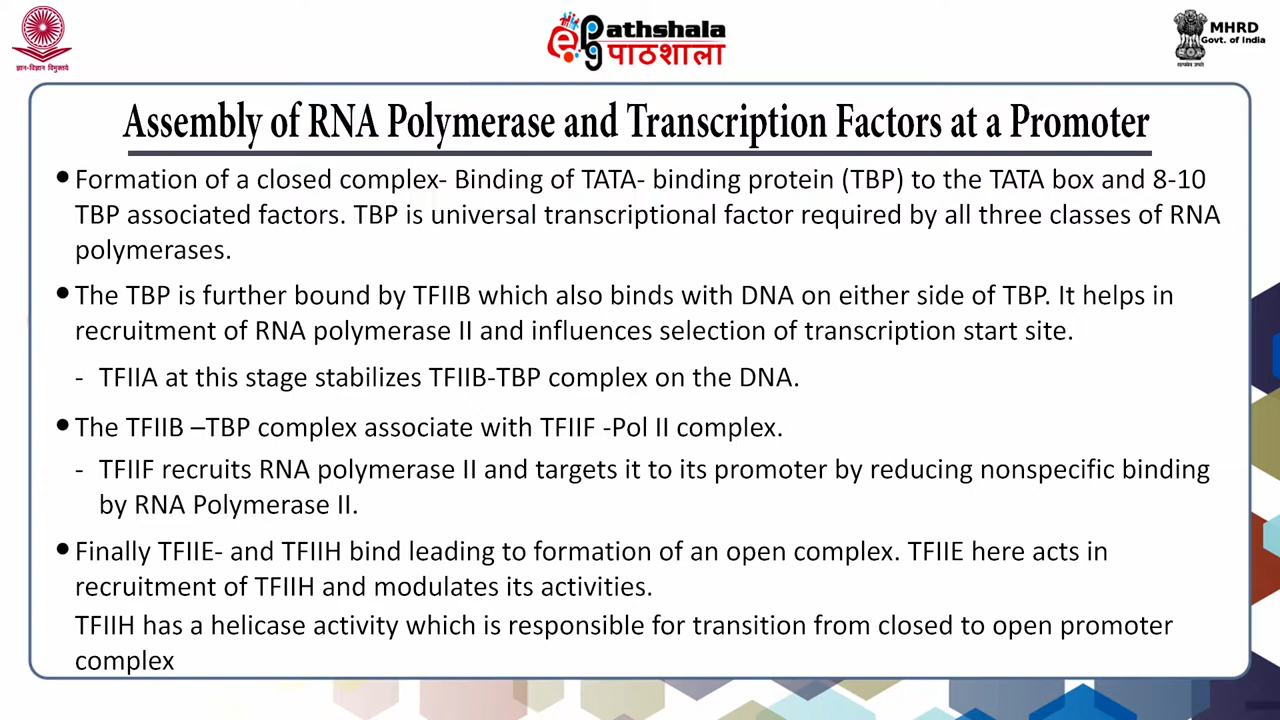 ज्ञान-विज्ञान विमुक्तये
Pathshala
पाठशाला
MHRD
Govt. of India
सत्यमेव जयते
Assembly of RNA Polymerase and Transcription Factors at a Promoter
•Formation of a closed complex- Binding of TATA- binding protein (TBP) to the TATA box and 8-10
TBP associated factors. TBP is universal transcriptional factor required by all three classes of RNA
polymerases.
•The TBP is further bound by TFIIB which also binds with DNA on either side of TBP. It helps in
recruitment of RNA polymerase II and influences selection of transcription start site.
- TFIIA at this stage stabilizes TFIIB-TBP complex on the DNA.
•The TFIIB –TBP complex associate with TFIIF -Pol II complex.
- TFIIF recruits RNA polymerase II and targets it to its promoter by reducing nonspecific binding
by RNA Polymerase II.
•Finally TFIIE- and TFIIH bind leading to formation of an open complex. TFIIE here acts in
recruitment of TFIIH and modulates its activities.
TFIIH has a helicase activity which is responsible for transition from closed to open promoter
complex